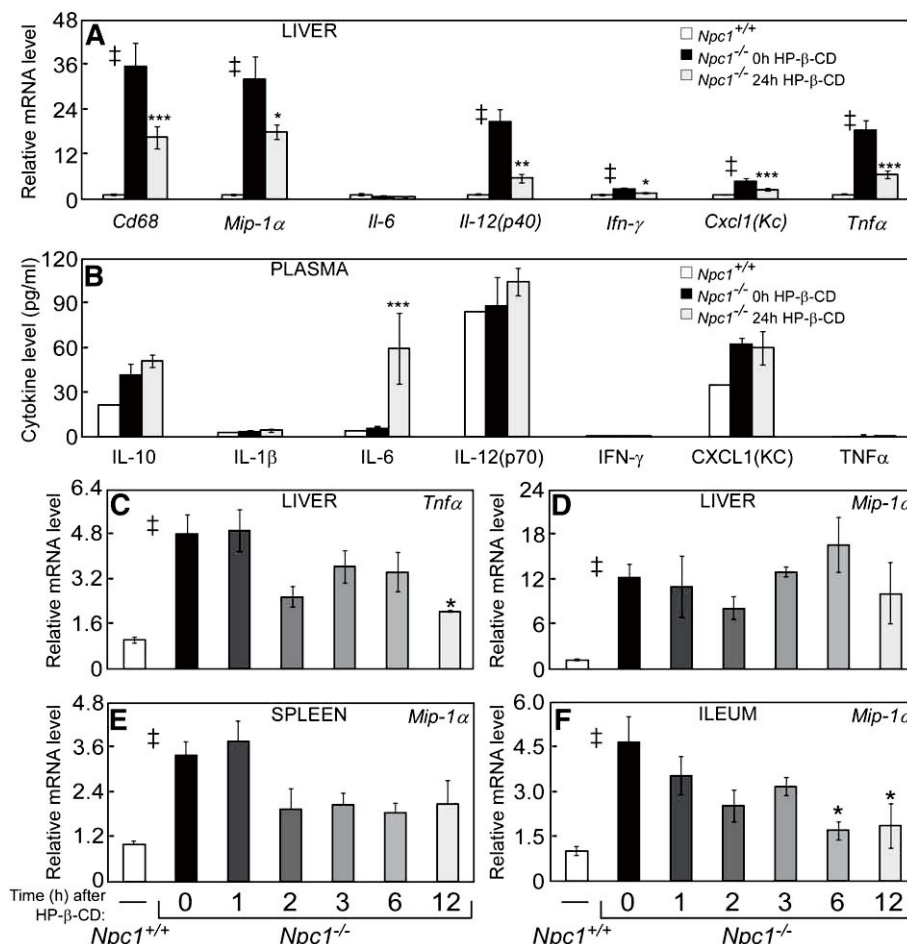 A LIVER
Relative mRNA level
48
36
24
12
0
‡ ‡ ‡ ‡ ‡ ‡
*** * ** * *** ***
Npc1+/+
Npc1-/- 0h HP-β-CD
Npc1-/- 24h HP-β-CD
Cd68 Mip-1α Il-6 Il-12(p40) Ifn-γ Cxcl1(Kc) Tnfα
B PLASMA
Cytokine level (pg/ml)
120
90
60
30
0
***
Npc1+/+
Npc1-/- 0h HP-β-CD
Npc1-/- 24h HP-β-CD
IL-10 IL-1β IL-6 IL-12(p70) IFN-γ CXCL1(KC) TNFα
C LIVER Tnfα
Relative mRNA level
6.4
4.8
3.2
1.6
0
‡ *
D LIVER Mip-1α
Relative mRNA level
24
18
12
6
0
‡
E SPLEEN Mip-1α
Relative mRNA level
4.8
3.6
2.4
1.2
0
‡
F ILEUM Mip-1α
Relative mRNA level
6.0
4.5
3.0
1.5
0
‡ * *
Time (h) after
HP-β-CD:
— 0 1 2 3 6 12
Npc1+/+ Npc1-/-
— 0 1 2 3 6 12
Npc1+/+ Npc1-/-